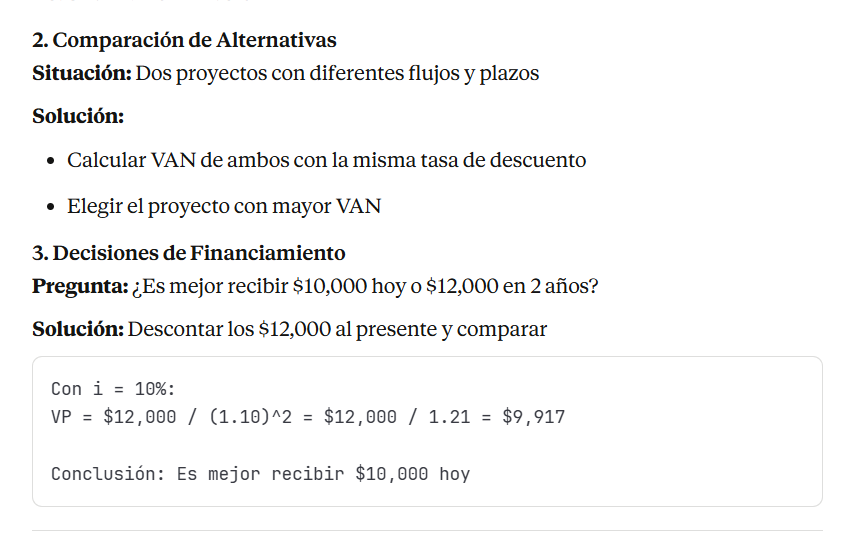 2. Comparación de Alternativas
Situación: Dos proyectos con diferentes flujos y plazos
Solución:
• Calcular VAN de ambos con la misma tasa de descuento
• Elegir el proyecto con mayor VAN
3. Decisiones de Financiamiento
Pregunta: ¿Es mejor recibir $10,000 hoy o $12,000 en 2 años?
Solución: Descontar los $12,000 al presente y comparar
Con i = 10%:
VP = $12,000 / (1.10)^2 = $12,000 / 1.21 = $9,917
Conclusión: Es mejor recibir $10,000 hoy